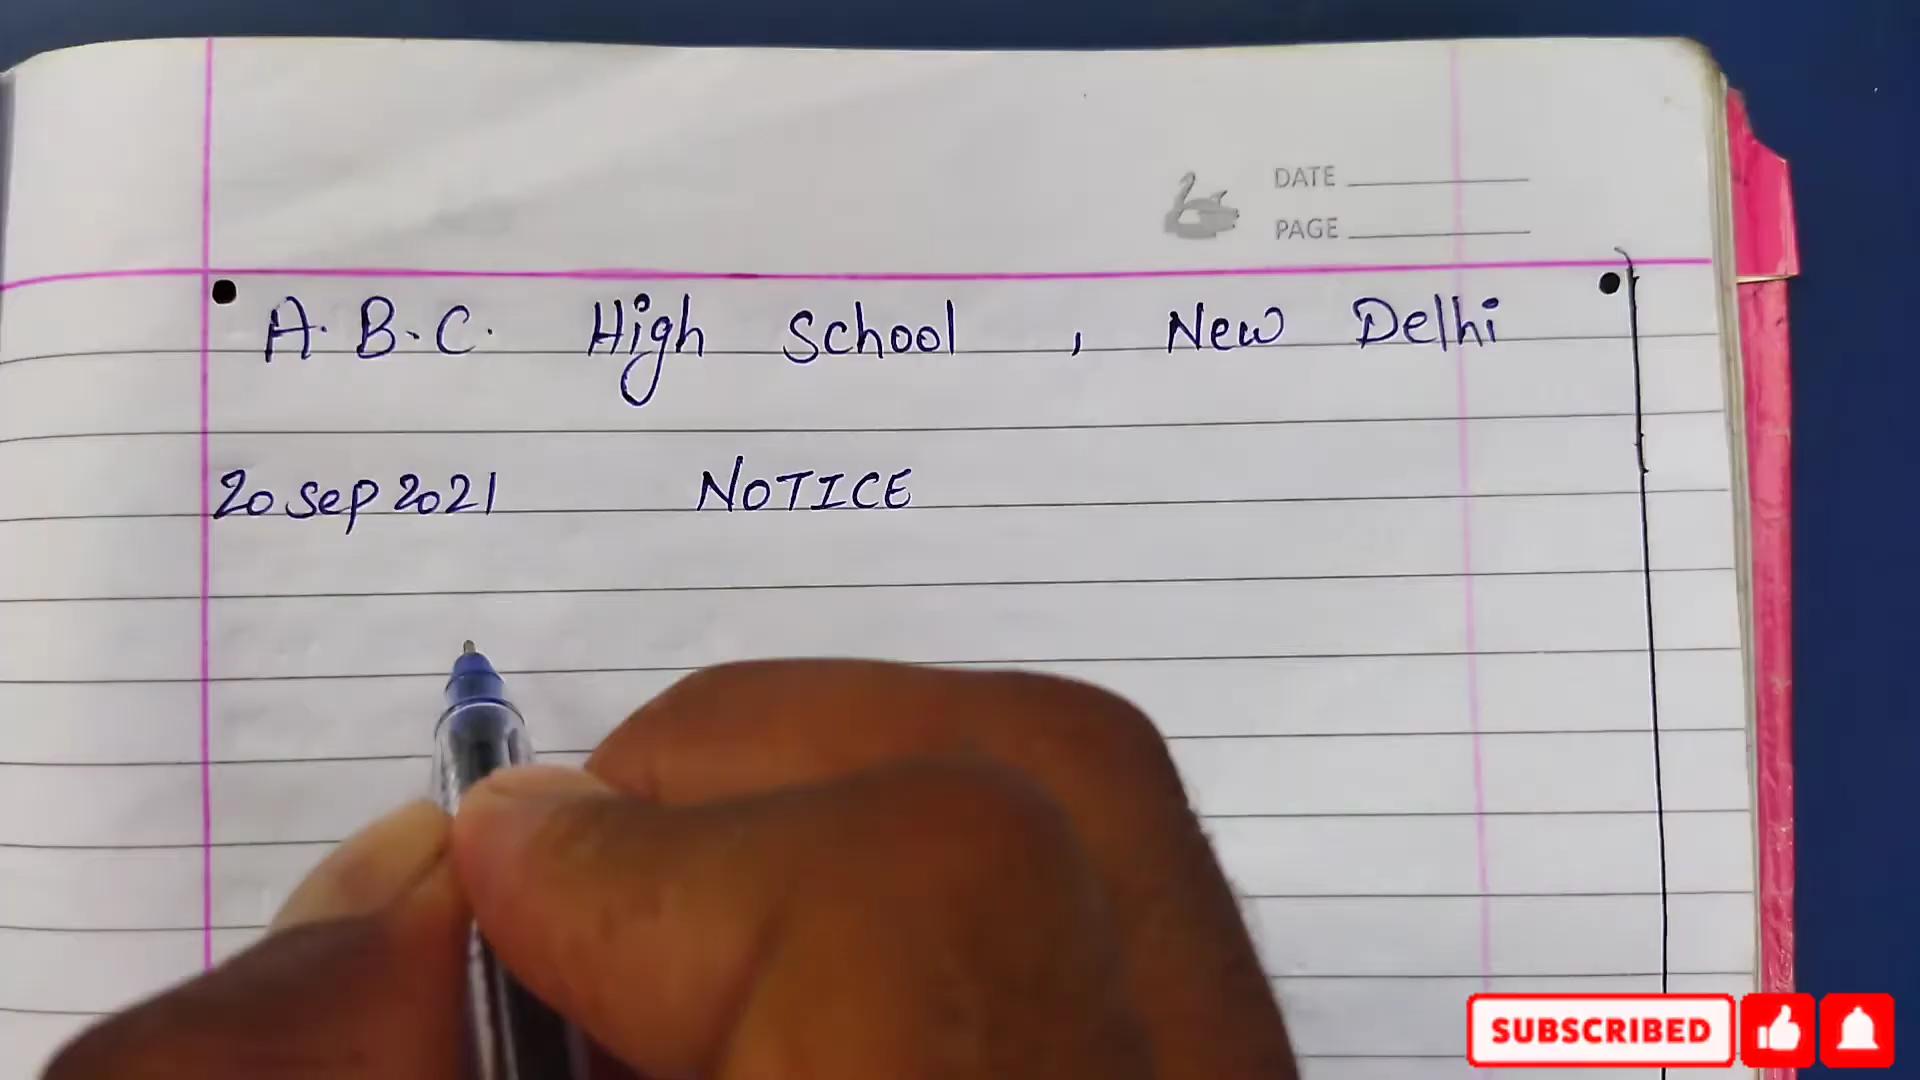 DATE
PAGE
A. B. C. High School , New Delhi
20 Sep 2021 NOTICE
SUBSCRIBED